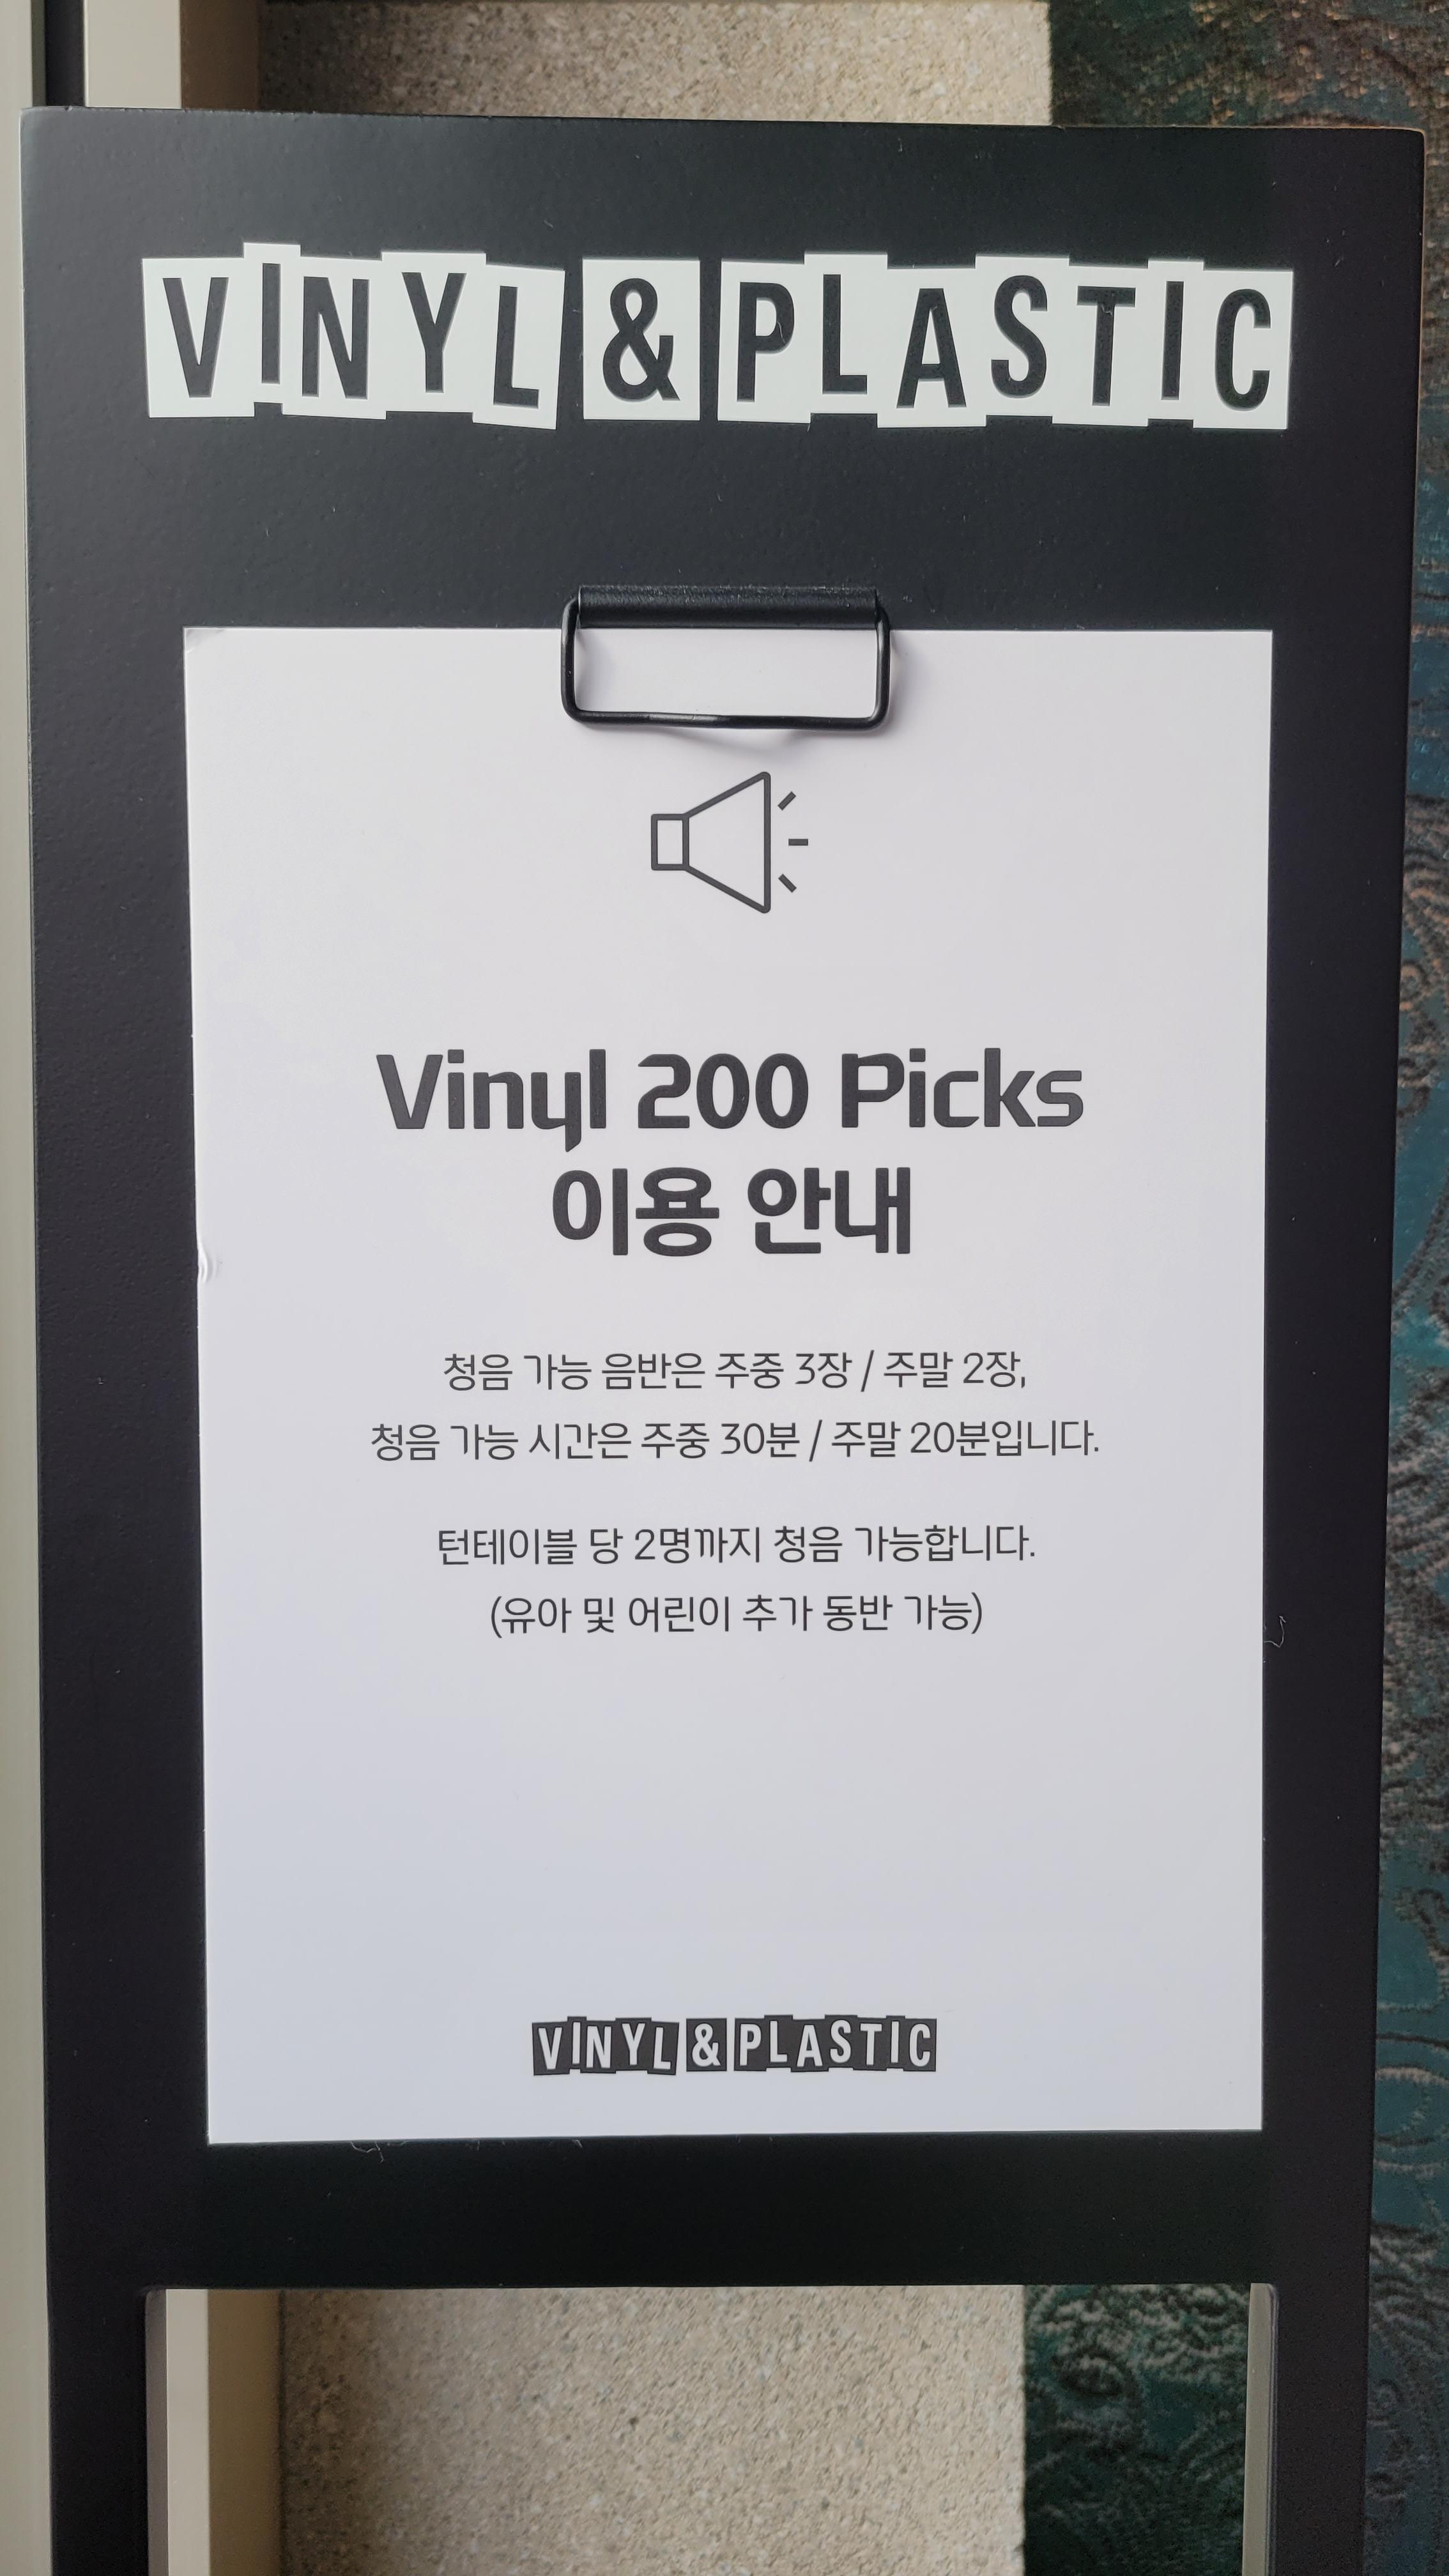 VINYL & PLASTIC
Vinyl 200 Picks
이용 안내
청음 가능 음반은 주중 3장 / 주말 2장,
청음 가능 시간은 주중 30분 / 주말 20분입니다.
턴테이블 당 2명까지 청음 가능합니다.
(유아 및 어린이 추가 동반 가능)
VINYL & PLASTIC